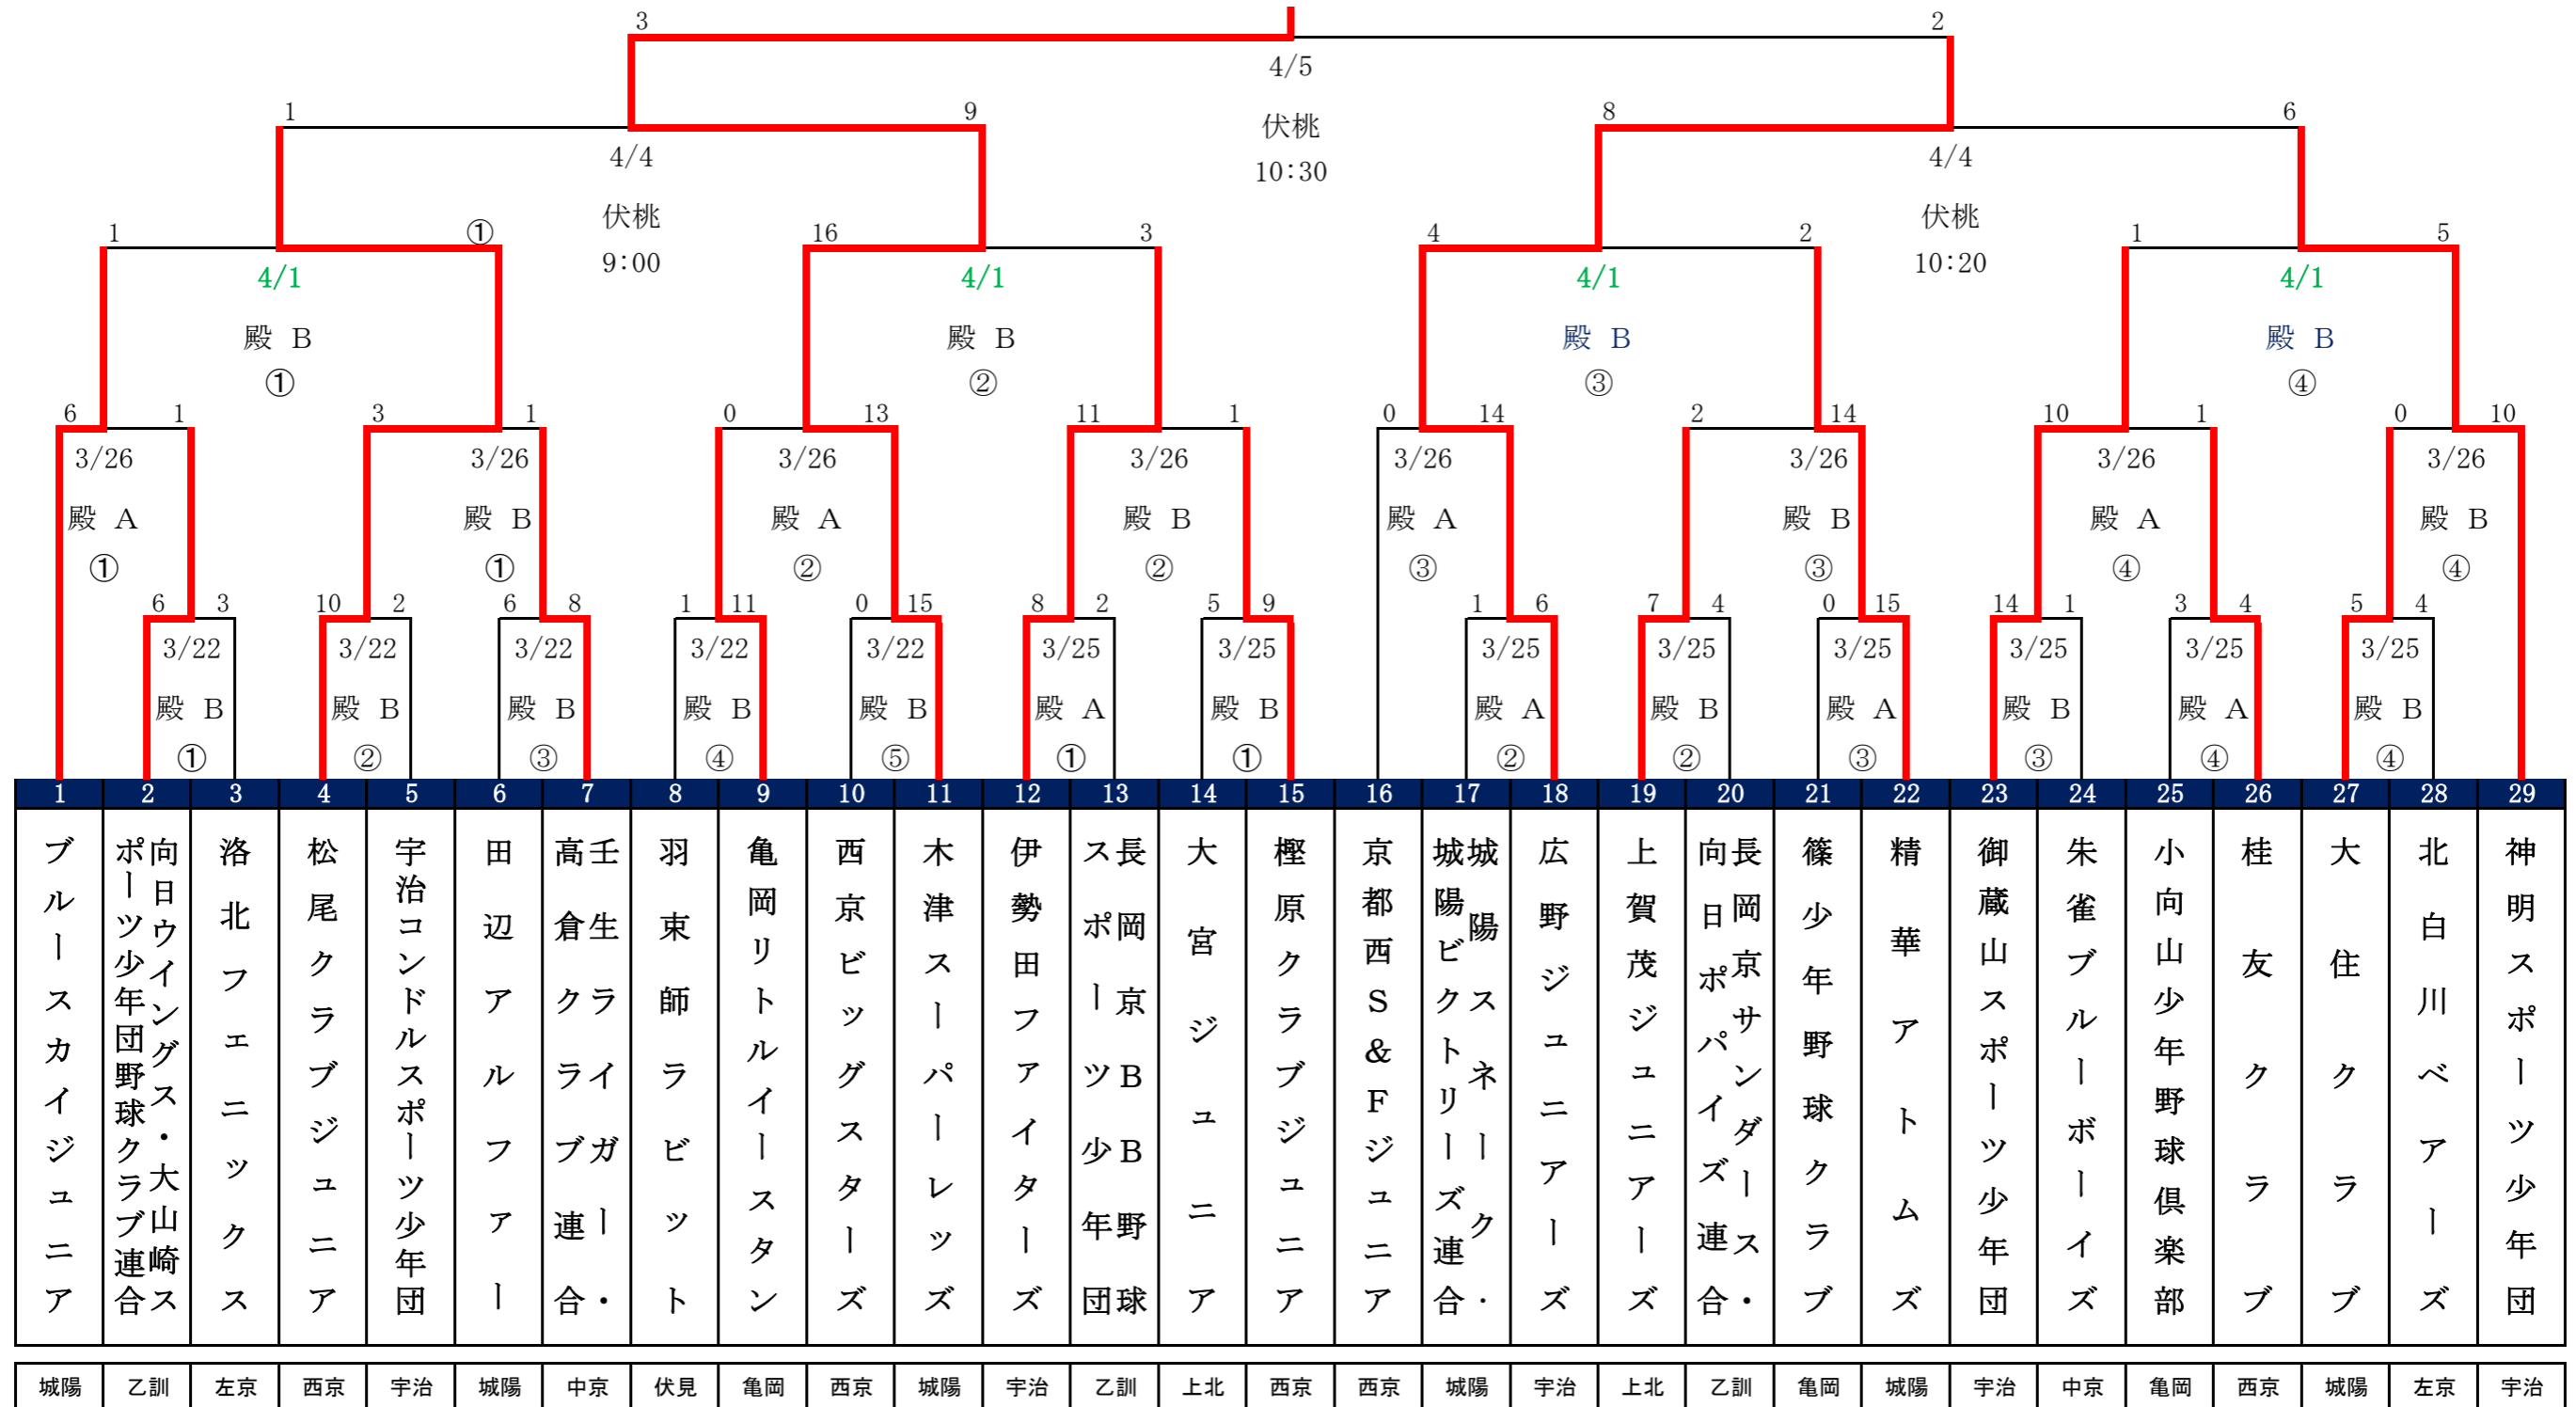 3 2
4/5
1 9 8 6
伏桃
4/4 4/4
10:30
伏桃 伏桃
1 ① 16 3 4 2 1 5
9:00 10:20
4/1 4/1 4/1 4/1
殿 B 殿 B 殿 B 殿 B
① ② ③ ④
6 1 3 1 0 13 11 1 0 14 2 14 10 1 0 10
3/26 3/26 3/26 3/26 3/26 3/26 3/26 3/26
殿 A 殿 B 殿 A 殿 B 殿 A 殿 B 殿 A 殿 B
① ① ② ② ③ ③ ④ ④
6 3 10 2 6 8 1 11 0 15 8 2 5 9 1 6 7 4 0 15 14 1 3 4 5 4
3/22 3/22 3/22 3/22 3/22 3/25 3/25 3/25 3/25 3/25 3/25 3/25 3/25
殿 B 殿 B 殿 B 殿 B 殿 B 殿 A 殿 B 殿 A 殿 B 殿 A 殿 B 殿 A 殿 B
① ② ③ ④ ⑤ ① ① ② ② ③ ③ ④ ④
1 2 3 4 5 6 7 8 9 10 11 12 13 14 15 16 17 18 19 20 21 22 23 24 25 26 27 28 29
ブルースカイジュニア
向日ウイングス・大山崎ス
ポーツ少年団野球クラブ連合
洛北フェニックス
松尾クラブジュニア
宇治コンドルスポーツ少年団
田辺アルファー
壬生ライガー・
高倉クラブ連合
羽束師ラビット
亀岡リトルイースタン
西京ビッグスターズ
木津スーパーレッズ
伊勢田ファイターズ
長岡京BB野球
スポーツ少年団
大宮ジュニア
樫原クラブジュニア
京都西S&Fジュニア
城陽スネーク・
城陽ビクトリーズ連合
広野ジュニアーズ
上賀茂ジュニアーズ
長岡京サンダース・
向日ポパイズ連合
篠少年野球クラブ
精華アトムズ
御蔵山スポーツ少年団
朱雀ブルーボーイズ
小向山少年野球倶楽部
桂友クラブ
大住クラブ
北白川ベアーズ
神明スポーツ少年団
城陽 乙訓 左京 西京 宇治 城陽 中京 伏見 亀岡 西京 城陽 宇治 乙訓 上北 西京 西京 城陽 宇治 上北 乙訓 亀岡 城陽 宇治 中京 亀岡 西京 城陽 左京 宇治